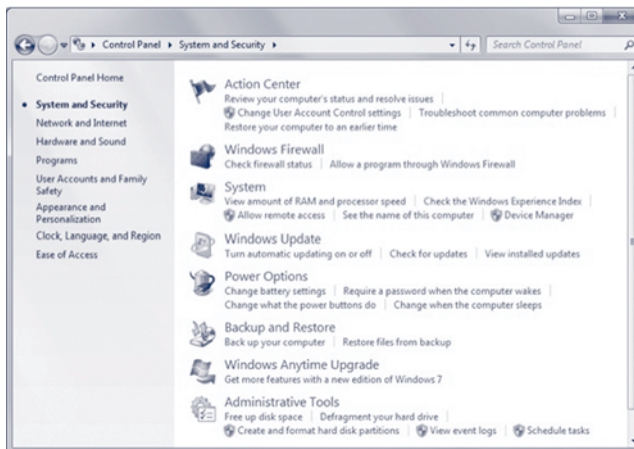 Control Panel ▸ System and Security ▸
Search Control Panel
Control Panel Home
System and Security
Network and Internet
Hardware and Sound
Programs
User Accounts and Family
Safety
Appearance and
Personalization
Clock, Language, and Region
Ease of Access
Action Center
Review your computer's status and resolve issues
Change User Account Control settings | Troubleshoot common computer problems
Restore your computer to an earlier time
Windows Firewall
Check firewall status | Allow a program through Windows Firewall
System
View amount of RAM and processor speed | Check the Windows Experience Index
Allow remote access | See the name of this computer | Device Manager
Windows Update
Turn automatic updating on or off | Check for updates | View installed updates
Power Options
Change battery settings | Require a password when the computer wakes
Change what the power buttons do | Change when the computer sleeps
Backup and Restore
Back up your computer | Restore files from backup
Windows Anytime Upgrade
Get more features with a new edition of Windows 7
Administrative Tools
Free up disk space | Defragment your hard drive
Create and format hard disk partitions | View event logs | Schedule tasks